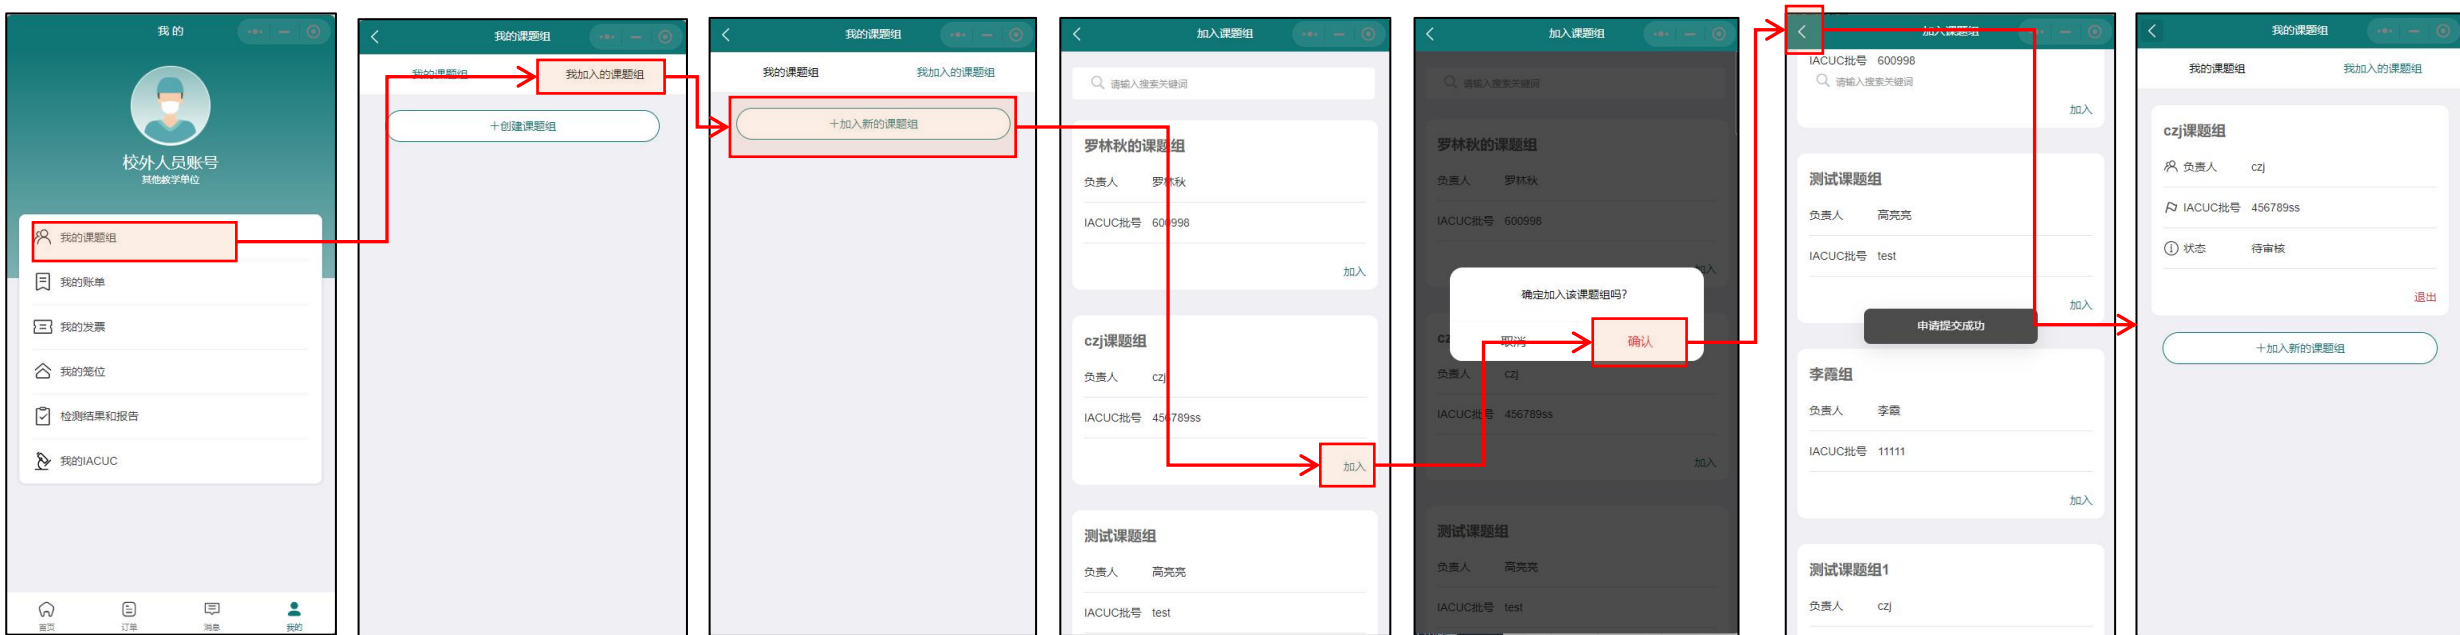 我的
校外人员账号
其他教学单位
我的课题组
我的账单
我的发票
我的笼位
检测结果和报告
我的IACUC
首页
订单
消息
我的
我的课题组
我的课题组
我加入的课题组
+创建课题组
我的课题组
我的课题组
我加入的课题组
+加入新的课题组
加入课题组
请输入搜索关键词
罗林秋的课题组
负责人 罗林秋
IACUC批号 600998
加入
czj课题组
负责人 czj
IACUC批号 456789ss
加入
测试课题组
负责人 高亮亮
IACUC批号 test
加入课题组
请输入搜索关键词
罗林秋的课题组
负责人 罗林秋
IACUC批号 600998
加入
确定加入该课题组吗?
取消
确认
负责人 czj
IACUC批号 456789ss
加入
测试课题组
负责人 高亮亮
IACUC批号 test
加入课题组
IACUC批号 600998
请输入搜索关键词
加入
测试课题组
负责人 高亮亮
IACUC批号 test
加入
申请提交成功
李霞组
负责人 李霞
IACUC批号 11111
加入
测试课题组1
负责人 czj
我的课题组
我的课题组
我加入的课题组
czj课题组
负责人 czj
IACUC批号 456789ss
状态 待审核
退出
+加入新的课题组